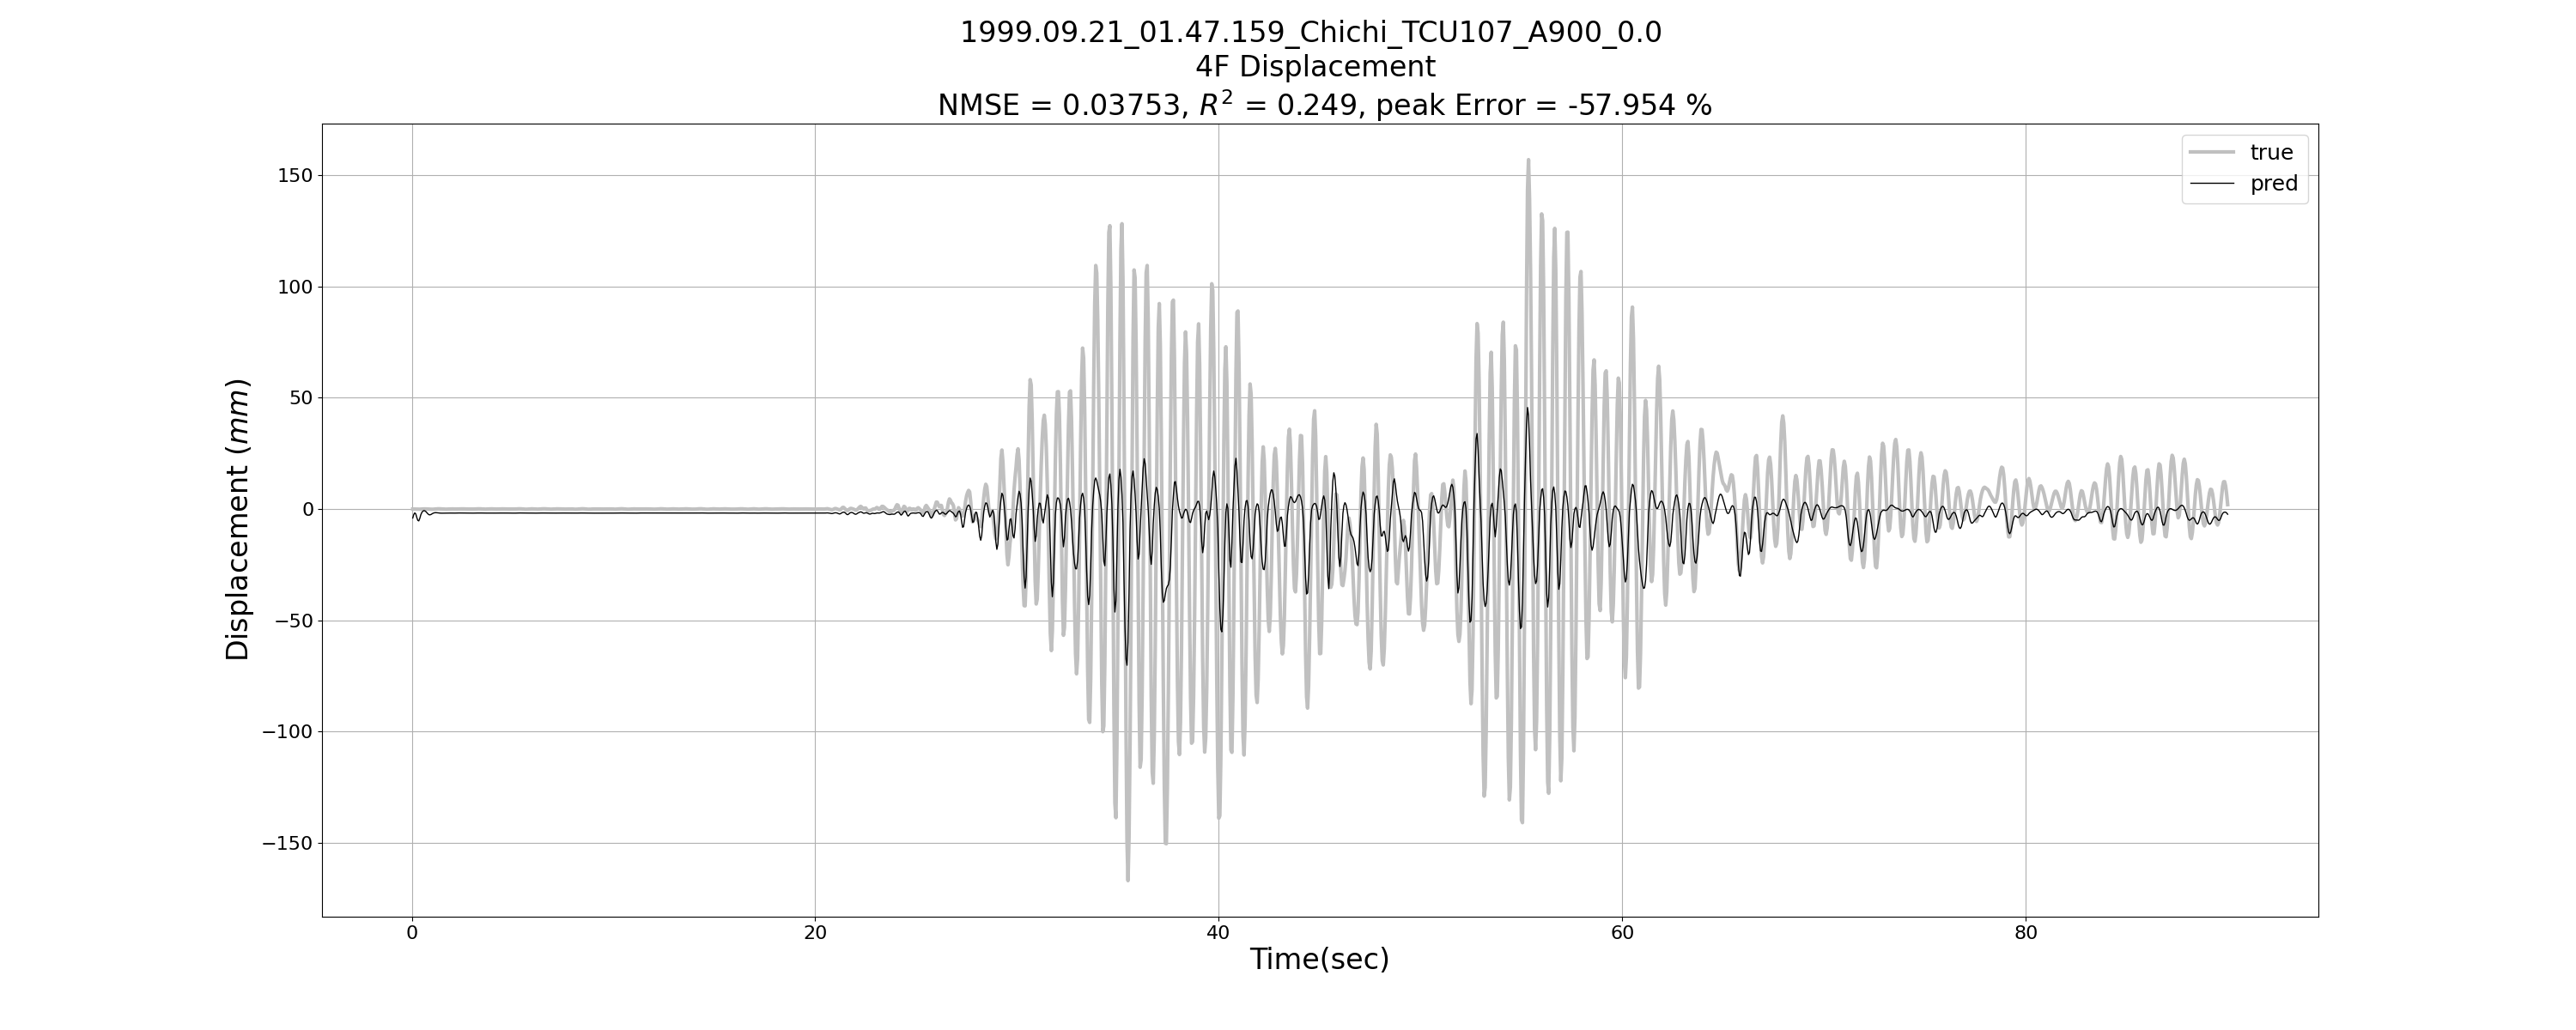 1999.09.21_01.47.159_Chichi_TCU107_A900_0.0
4F Displacement
NMSE = 0.03753, R² = 0.249, peak Error = -57.954 %
true
pred
Displacement (mm)
150
100
50
0
−50
−100
−150
0 20 40 60 80
Time(sec)